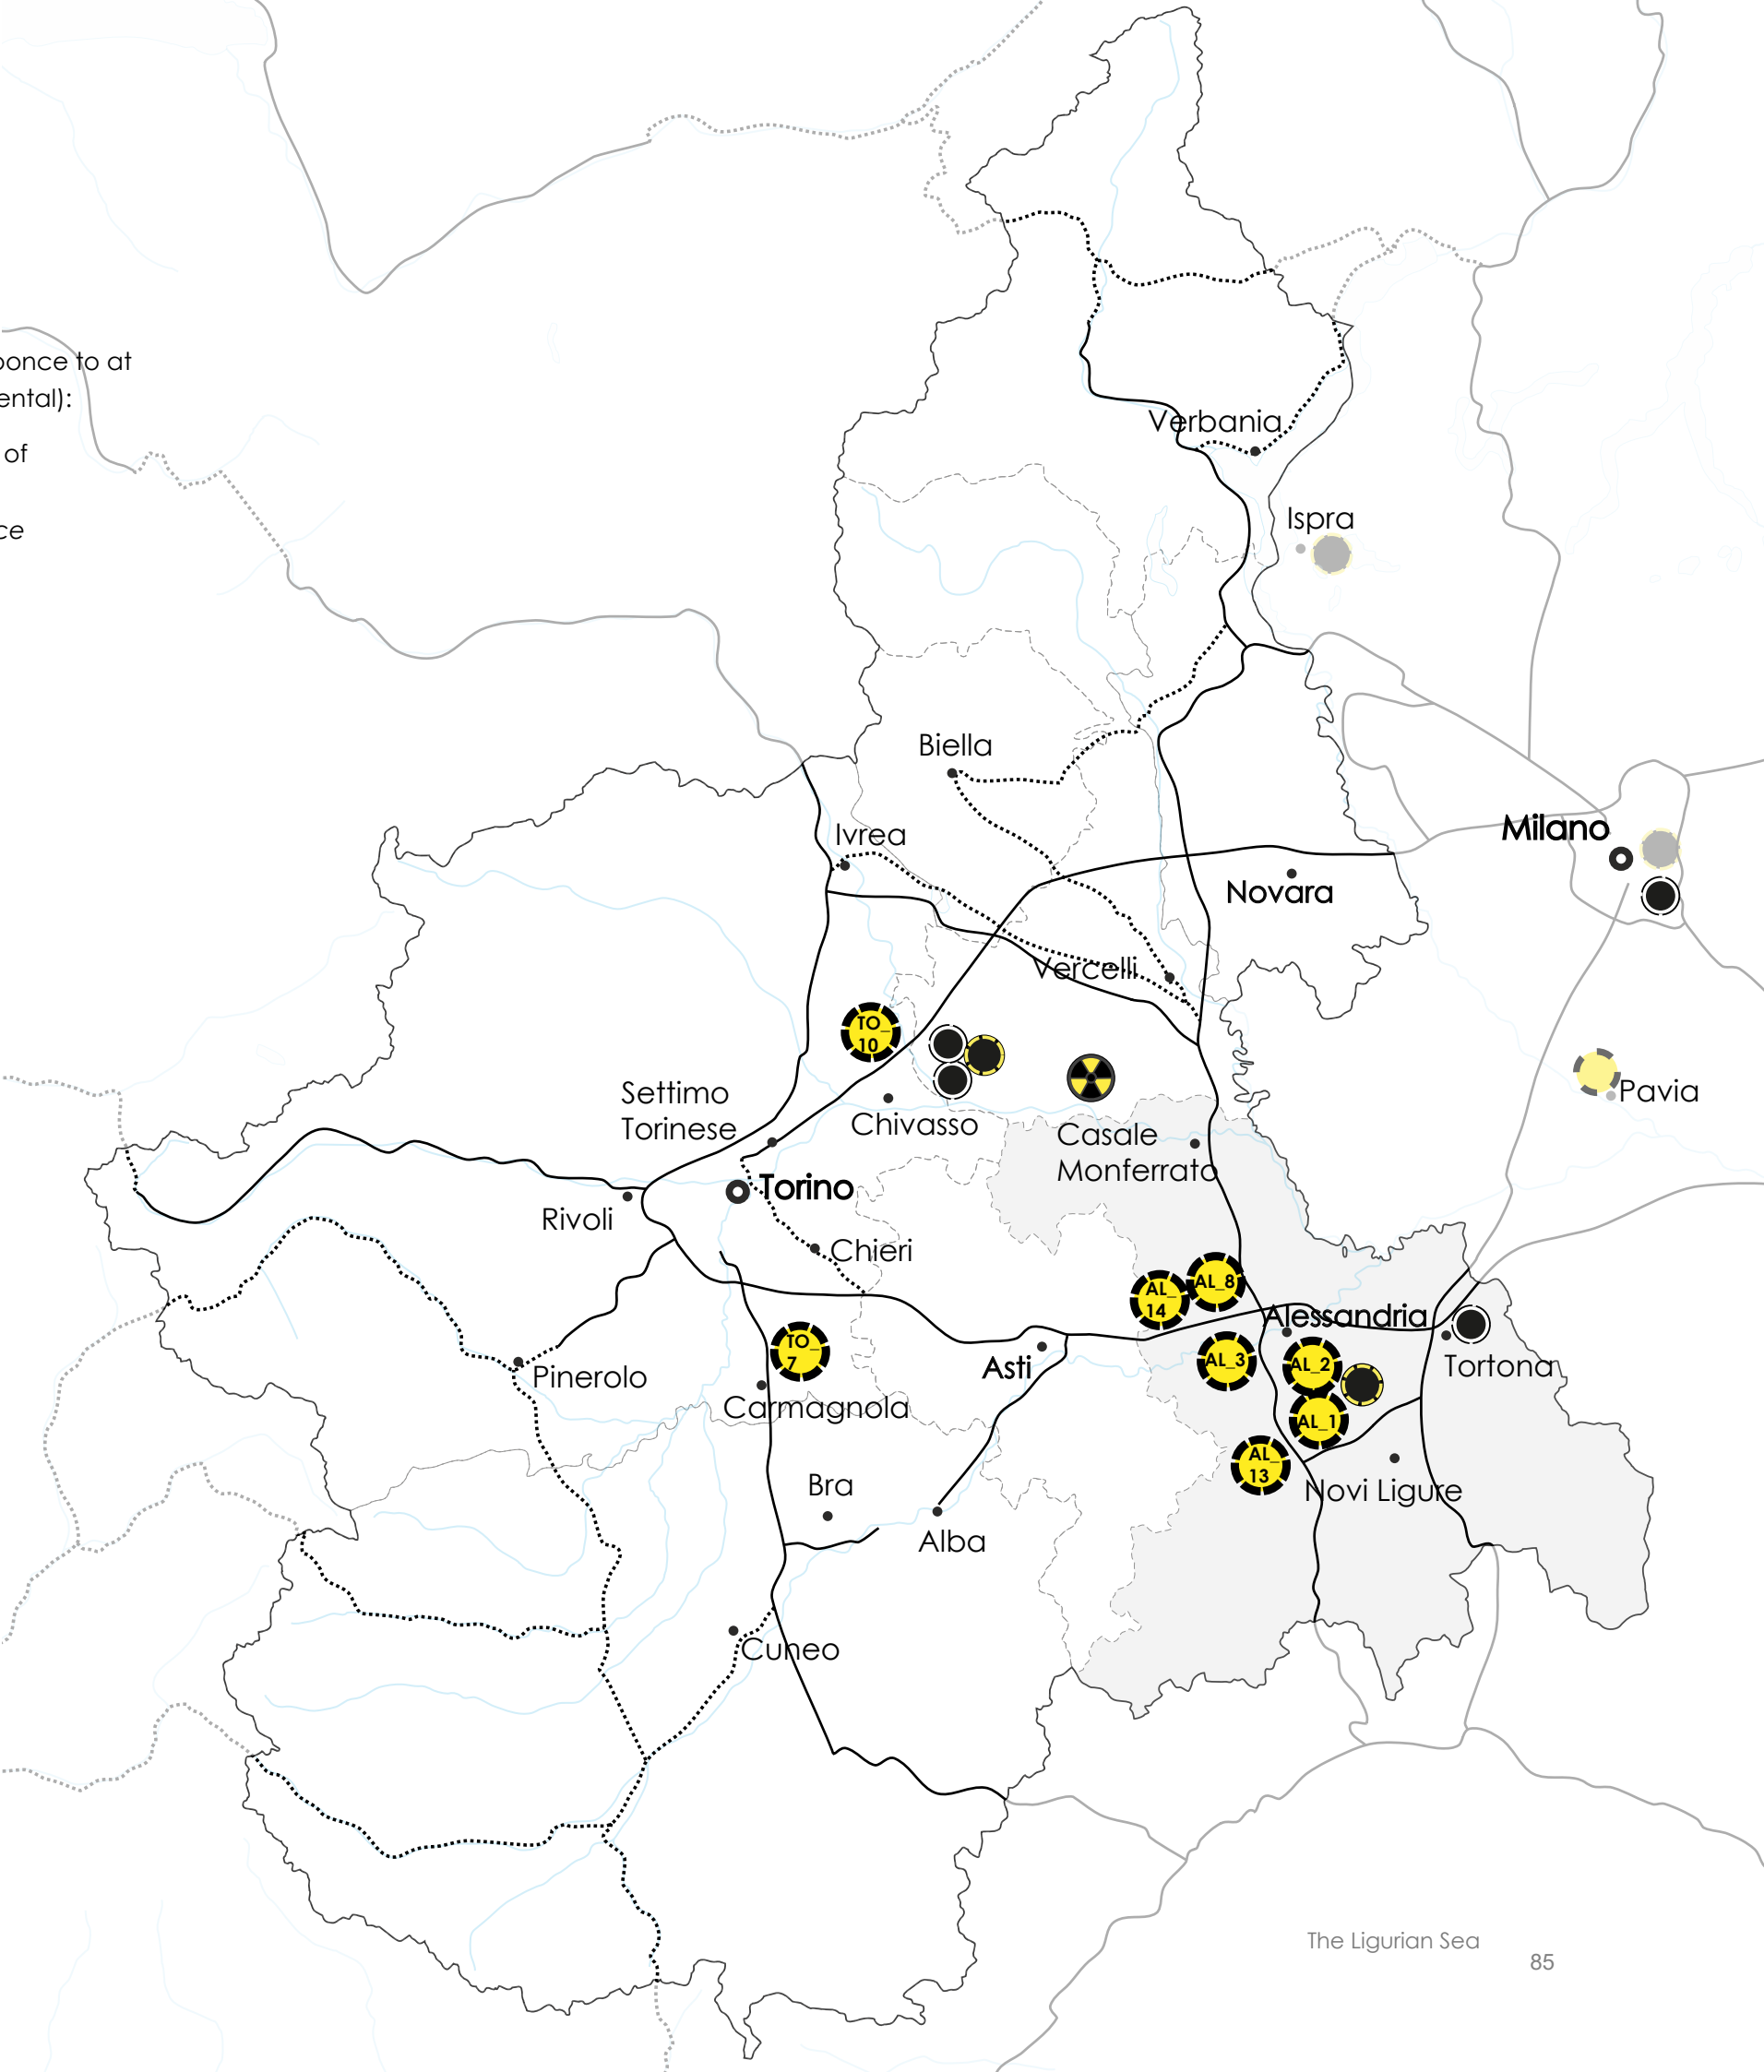 ponce to at
ental):
of
ce
Verbania
Ispra
Biella
Ivrea
Milano
Novara
Vercelli
TO_
10
Settimo
Torinese
Chivasso
Casale
Monferrato
Pavia
Torino
Rivoli
Chieri
AL_8
AL_
14
Alessandria
TO_
7
Asti
AL_3
AL_2
Tortona
Pinerolo
Carmagnola
AL_1
AL_
13
Bra
Novi Ligure
Alba
Cuneo
The Ligurian Sea
85